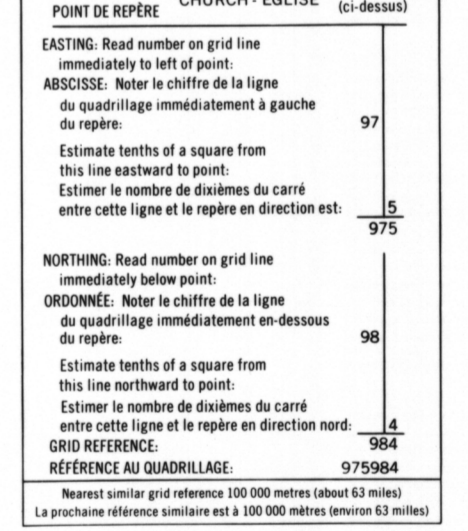 POINT DE REPÈRE CHURCH - ÉGLISE (ci-dessus)
EASTING: Read number on grid line
immediately to left of point:
ABSCISSE: Noter le chiffre de la ligne
du quadrillage immédiatement à gauche
du repère: 97
Estimate tenths of a square from
this line eastward to point:
Estimer le nombre de dixièmes du carré
entre cette ligne et le repère en direction est: 5
975
NORTHING: Read number on grid line
immediately below point:
ORDONNÉE: Noter le chiffre de la ligne
du quadrillage immédiatement en-dessous
du repère: 98
Estimate tenths of a square from
this line northward to point:
Estimer le nombre de dixièmes du carré
entre cette ligne et le repère en direction nord: 4
GRID REFERENCE: 984
RÉFÉRENCE AU QUADRILLAGE: 975984
Nearest similar grid reference 100 000 metres (about 63 miles)
La prochaine référence similaire est à 100 000 mètres (environ 63 milles)